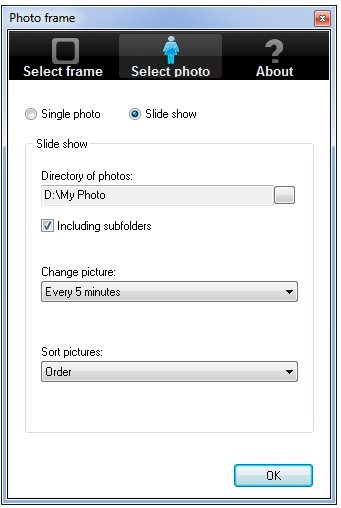 Photo frame
Select frame Select photo About
Single photo Slide show
Slide show
Directory of photos:
D:\My Photo
Including subfolders
Change picture:
Every 5 minutes
Sort pictures:
Order
OK